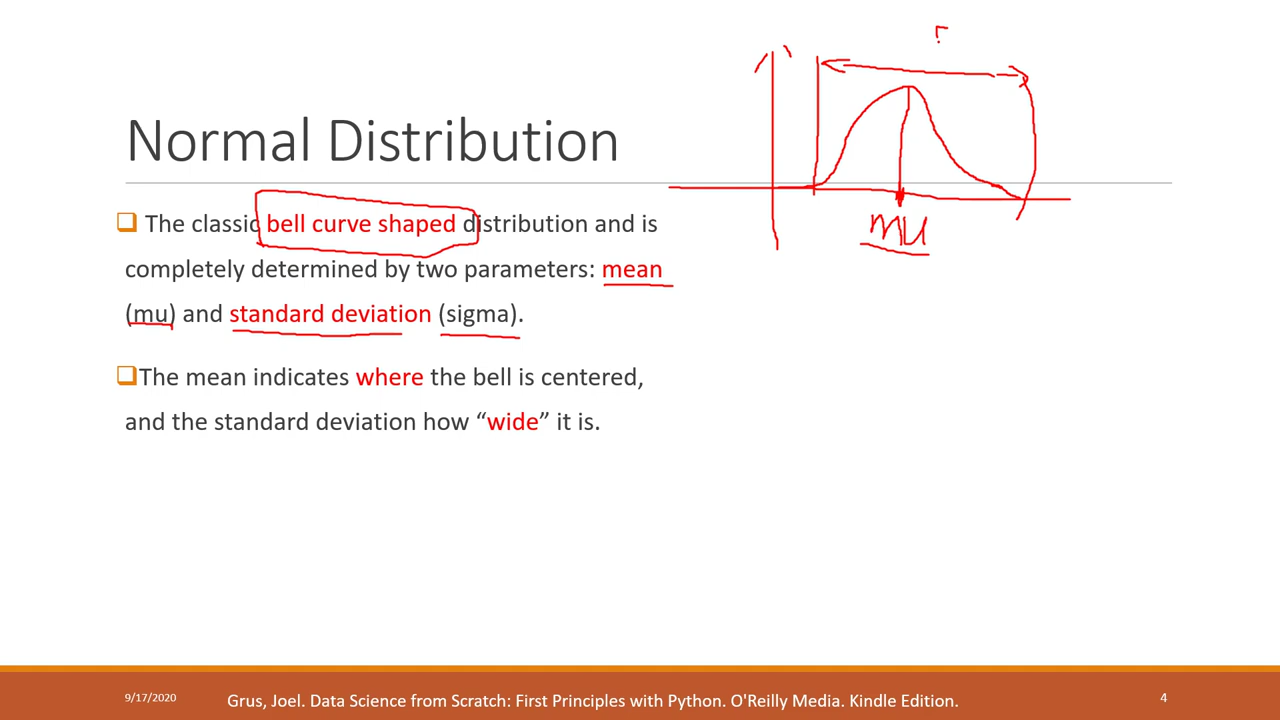 Normal Distribution
The classic bell curve shaped distribution and is
completely determined by two parameters: mean
(mu) and standard deviation (sigma).
The mean indicates where the bell is centered,
and the standard deviation how “wide” it is.
mu
9/17/2020
Grus, Joel. Data Science from Scratch: First Principles with Python. O'Reilly Media. Kindle Edition.
4